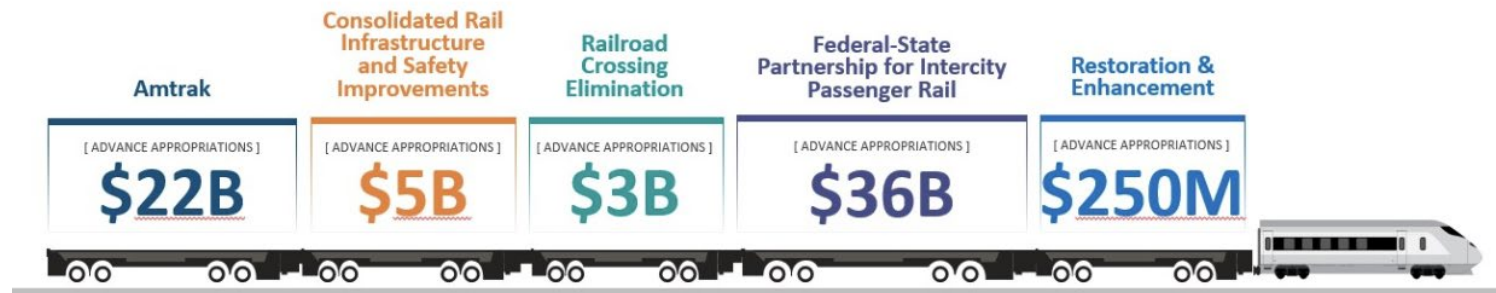 Amtrak
[ ADVANCE APPROPRIATIONS ]
$22B
Consolidated Rail
Infrastructure
and Safety
Improvements
[ ADVANCE APPROPRIATIONS ]
$5B
Railroad
Crossing
Elimination
[ ADVANCE APPROPRIATIONS ]
$3B
Federal-State
Partnership for Intercity
Passenger Rail
[ ADVANCE APPROPRIATIONS ]
$36B
Restoration &
Enhancement
[ ADVANCE APPROPRIATIONS ]
$250M